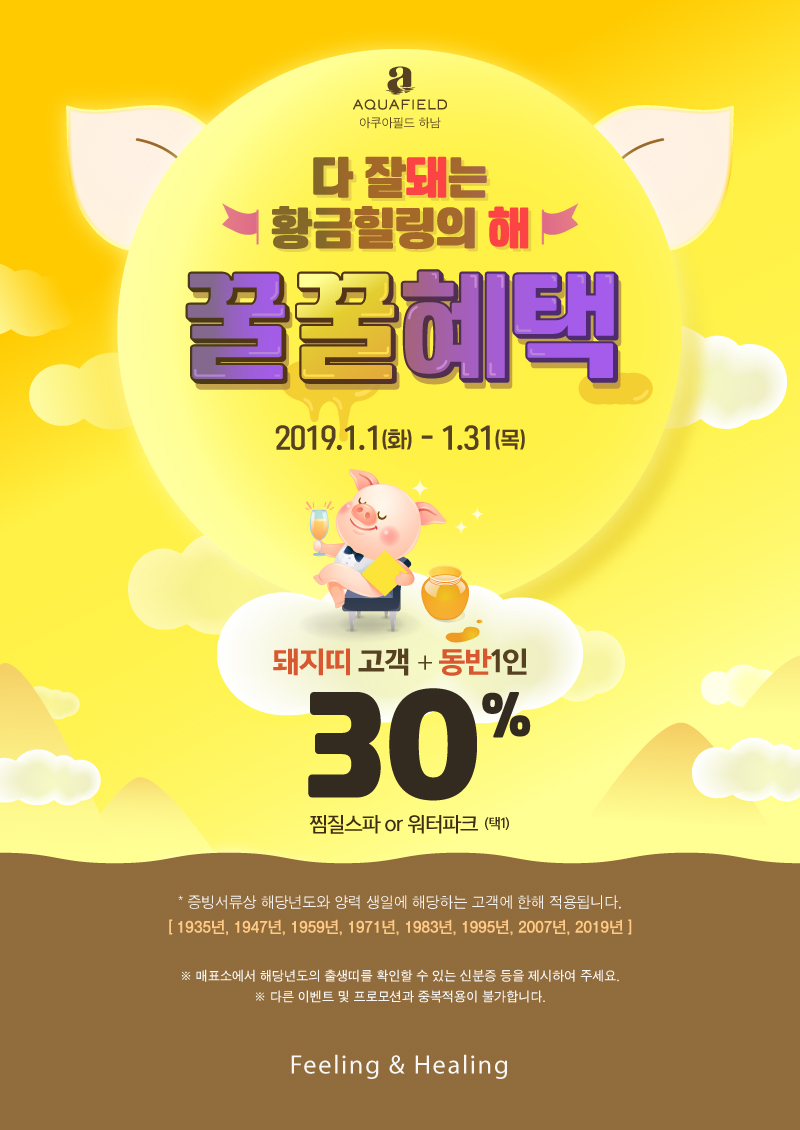 a
AQUAFIELD
아쿠아필드 하남
다 잘돼는
황금힐링의 해
꿀꿀혜택
2019.1.1(화) - 1.31(목)
돼지띠 고객 + 동반1인
30%
찜질스파 or 워터파크 (택1)
* 증빙서류상 해당년도와 양력 생일에 해당하는 고객에 한해 적용됩니다.
[ 1935년, 1947년, 1959년, 1971년, 1983년, 1995년, 2007년, 2019년 ]
※ 매표소에서 해당년도의 출생띠를 확인할 수 있는 신분증 등을 제시하여 주세요.
※ 다른 이벤트 및 프로모션과 중복적용이 불가합니다.
Feeling & Healing